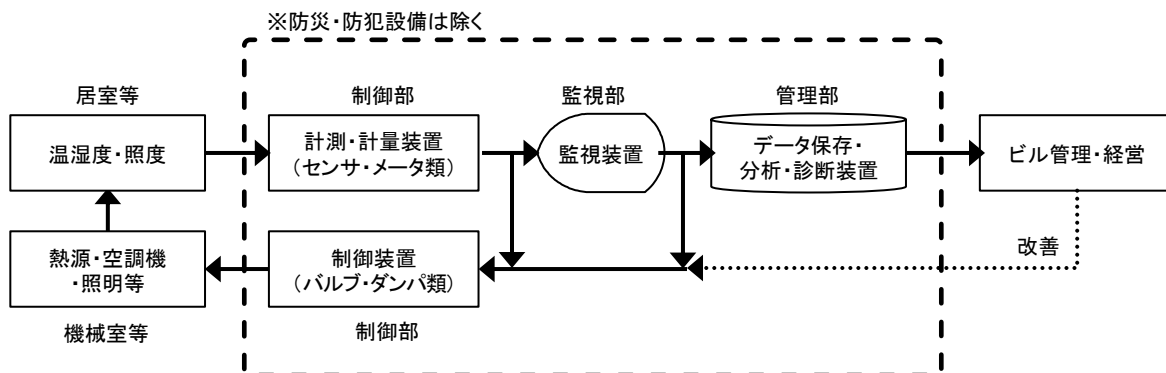 ※防災・防犯設備は除く
居室等
制御部
監視部
管理部
温湿度・照度
計測・計量装置
（センサ・メータ類）
監視装置
データ保存・
分析・診断装置
ビル管理・経営
熱源・空調機
・照明等
制御装置
（バルブ・ダンパ類）
改善
機械室等
制御部